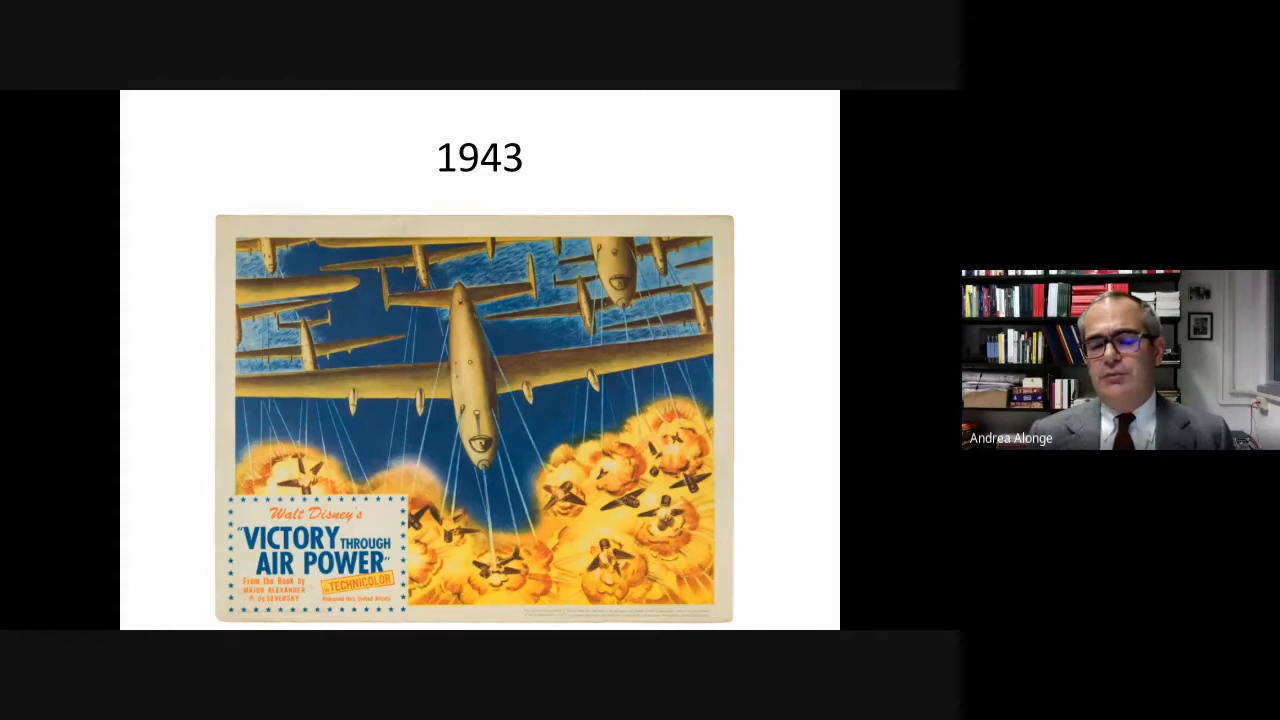 1943
Walt Disney's
"VICTORY THROUGH
AIR POWER"
From the Book by
MAJOR ALEXANDER
P. de SEVERSKY
in TECHNICOLOR
Released thru United Artists
Andrea Alonge